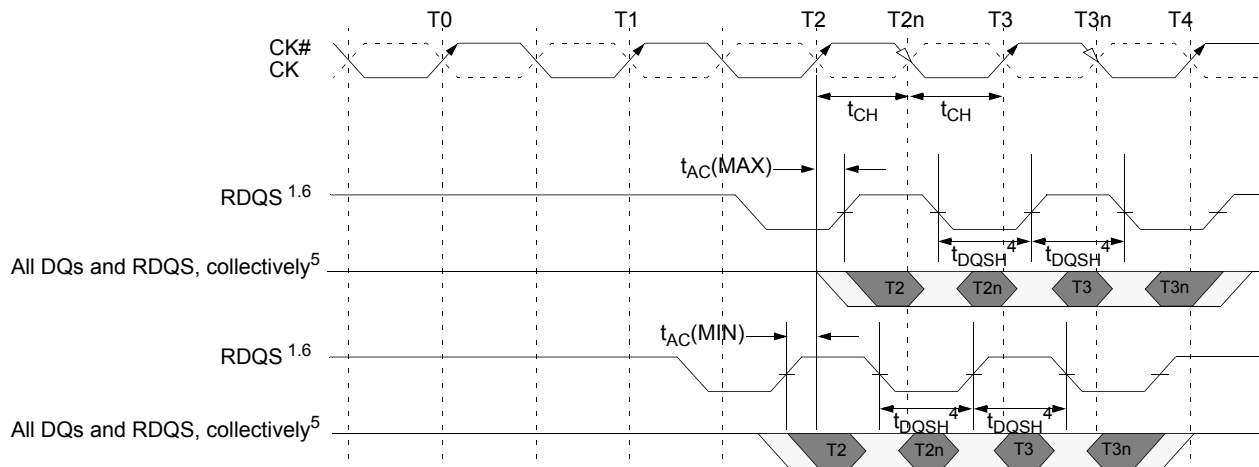 T0 T1 T2 T2n T3 T3n T4
CK#
CK
tCH tCH
tAC(MAX)
RDQS 1.6
tDQSH4 tDQSH4
All DQs and RDQS, collectively5
T2 T2n T3 T3n
tAC(MIN)
RDQS 1.6
tDQSH4 tDQSH4
All DQs and RDQS, collectively5
T2 T2n T3 T3n